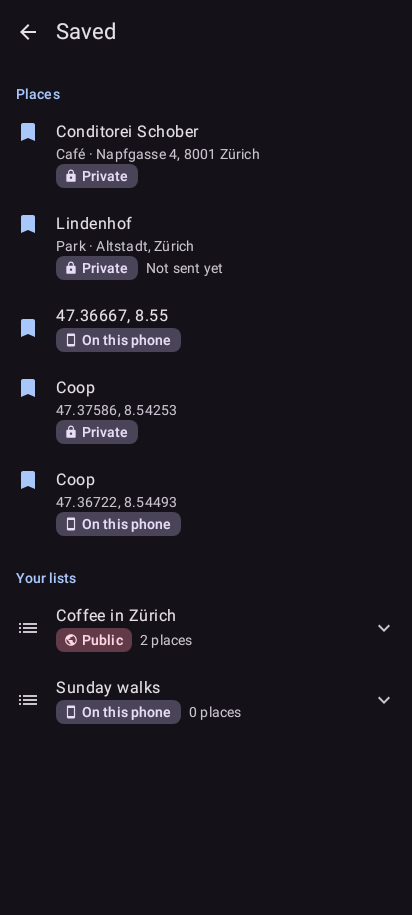 Saved
Places
Conditorei Schober
Café · Napfgasse 4, 8001 Zürich
Private
Lindenhof
Park · Altstadt, Zürich
Private Not sent yet
47.36667, 8.55
On this phone
Coop
47.37586, 8.54253
Private
Coop
47.36722, 8.54493
On this phone
Your lists
Coffee in Zürich
Public 2 places
Sunday walks
On this phone 0 places